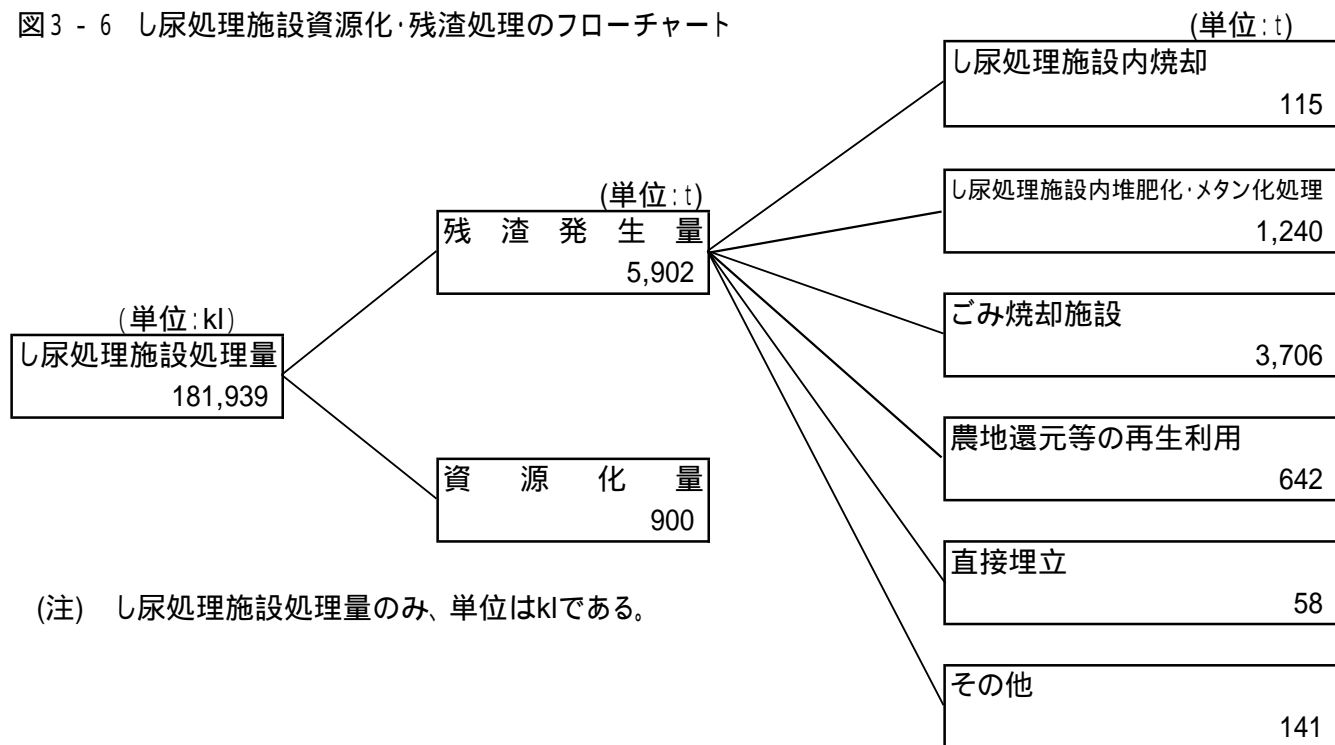 図3-6 し尿処理施設資源化・残渣処理のフローチャート
(単位:t)
し尿処理施設内焼却
115
し尿処理施設内堆肥化・メタン化処理
1,240
(単位:t)
残渣発生量
5,902
ごみ焼却施設
3,706
(単位:kl)
し尿処理施設処理量
181,939
農地還元等の再生利用
642
資源化量
900
直接埋立
58
(注) し尿処理施設処理量のみ、単位はklである。
その他
141